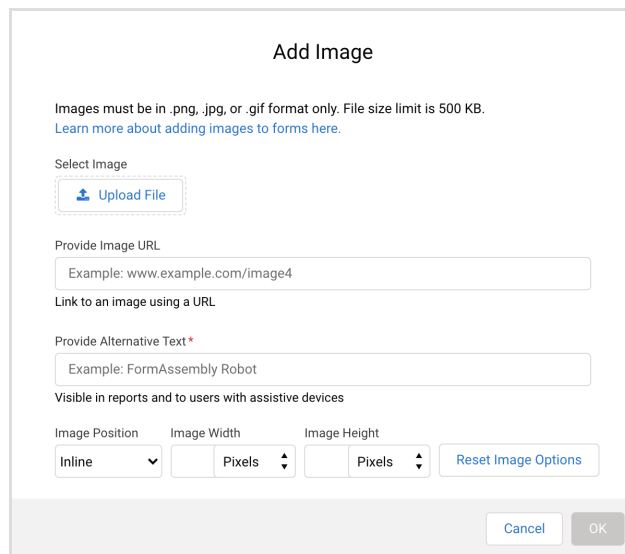 Add Image
Images must be in .png, .jpg, or .gif format only. File size limit is 500 KB.
Learn more about adding images to forms here.
Select Image
Upload File
Provide Image URL
Example: www.example.com/image4
Link to an image using a URL
Provide Alternative Text*
Example: FormAssembly Robot
Visible in reports and to users with assistive devices
Image Position Image Width Image Height
Inline Pixels Pixels Reset Image Options
Cancel OK